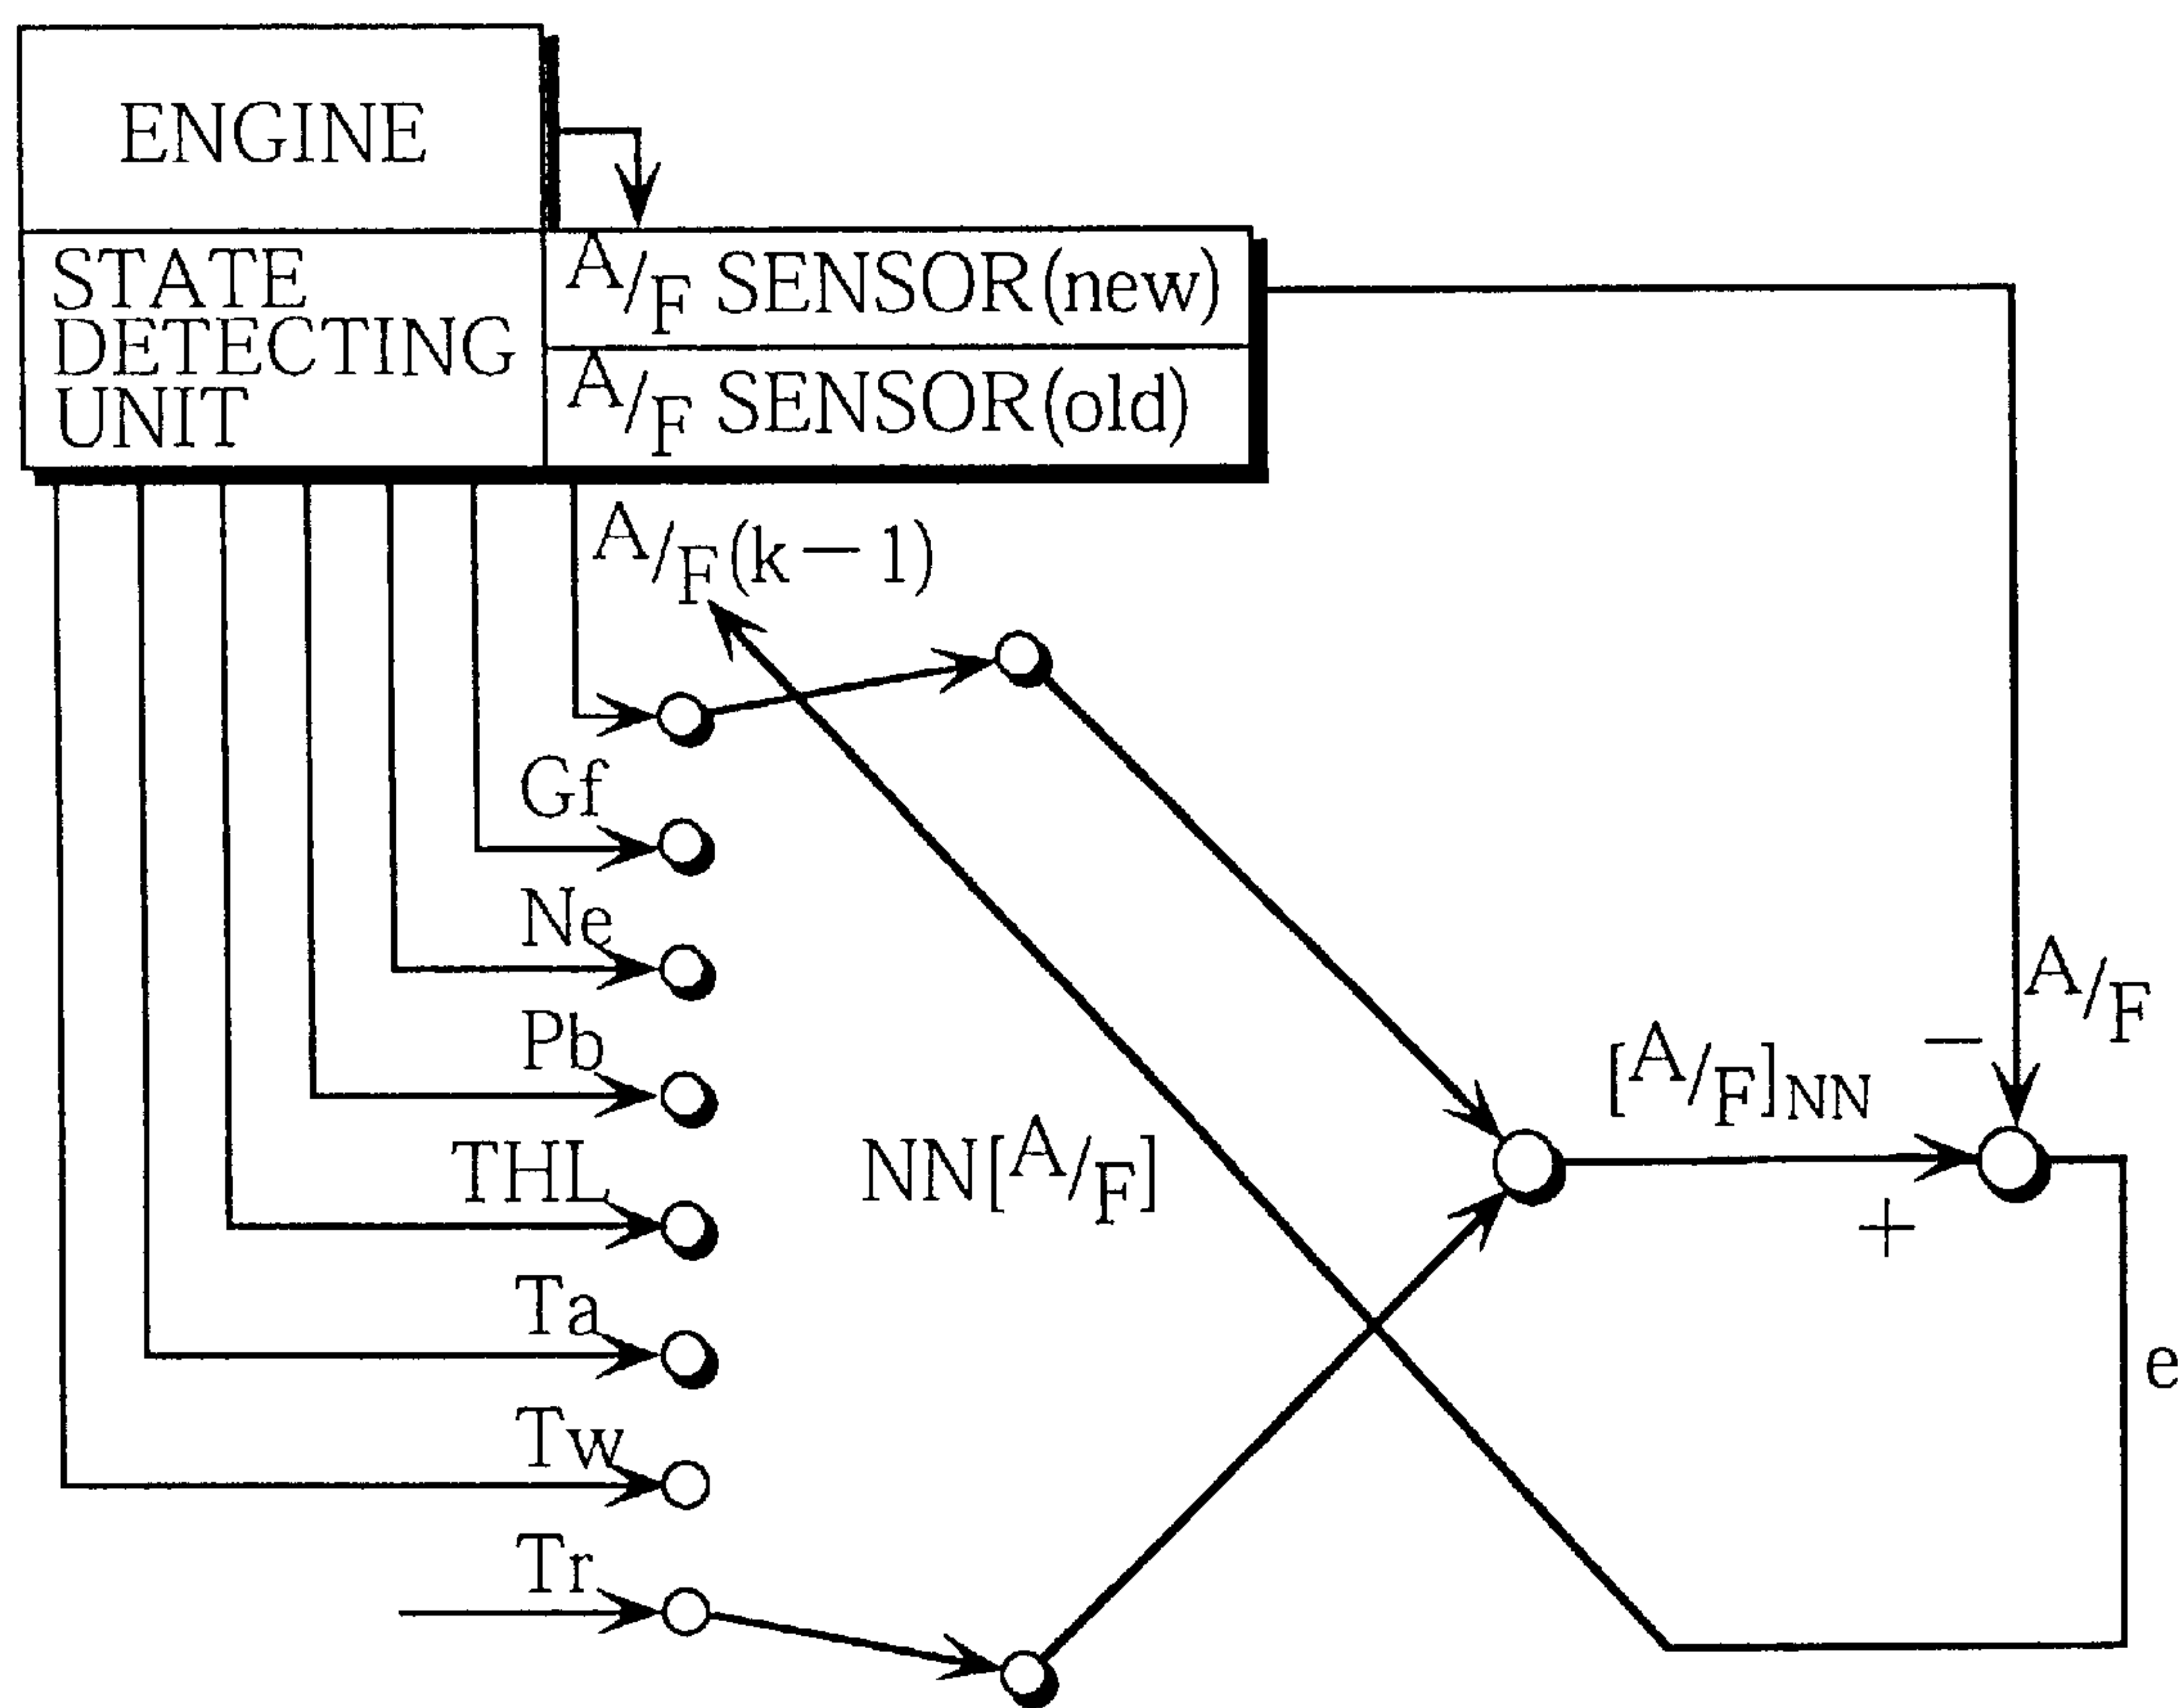 ENGINE
STATE
DETECTING
UNIT
A/F SENSOR(new)
A/F SENSOR(old)
A/F(k-1)
Gf
Ne
Pb
THL
Ta
Tw
Tr
NN[A/F]
[A/F]NN
A/F
−
+
e